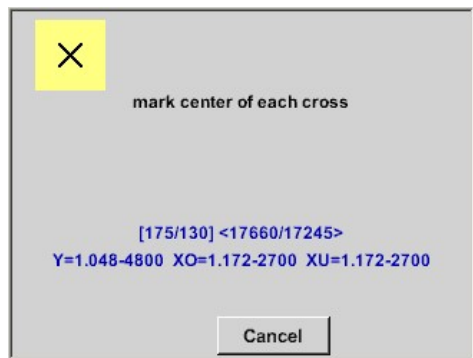 mark center of each cross
[175/130] <17660/17245>
Y=1.048-4800 XO=1.172-2700 XU=1.172-2700
Cancel